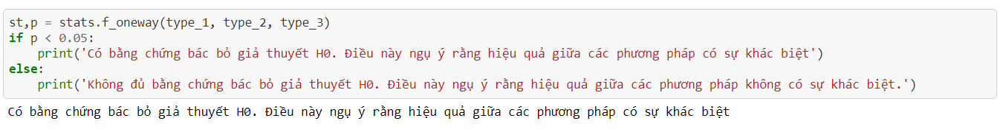 st,p = stats.f_oneway(type_1, type_2, type_3)
if p < 0.05:
    print('Có bằng chứng bác bỏ giả thuyết H0. Điều này ngụ ý rằng hiệu quả giữa các phương pháp có sự khác biệt')
else:
    print('Không đủ bằng chứng bác bỏ giả thuyết H0. Điều này ngụ ý rằng hiệu quả giữa các phương pháp không có sự khác biệt.')
Có bằng chứng bác bỏ giả thuyết H0. Điều này ngụ ý rằng hiệu quả giữa các phương pháp có sự khác biệt